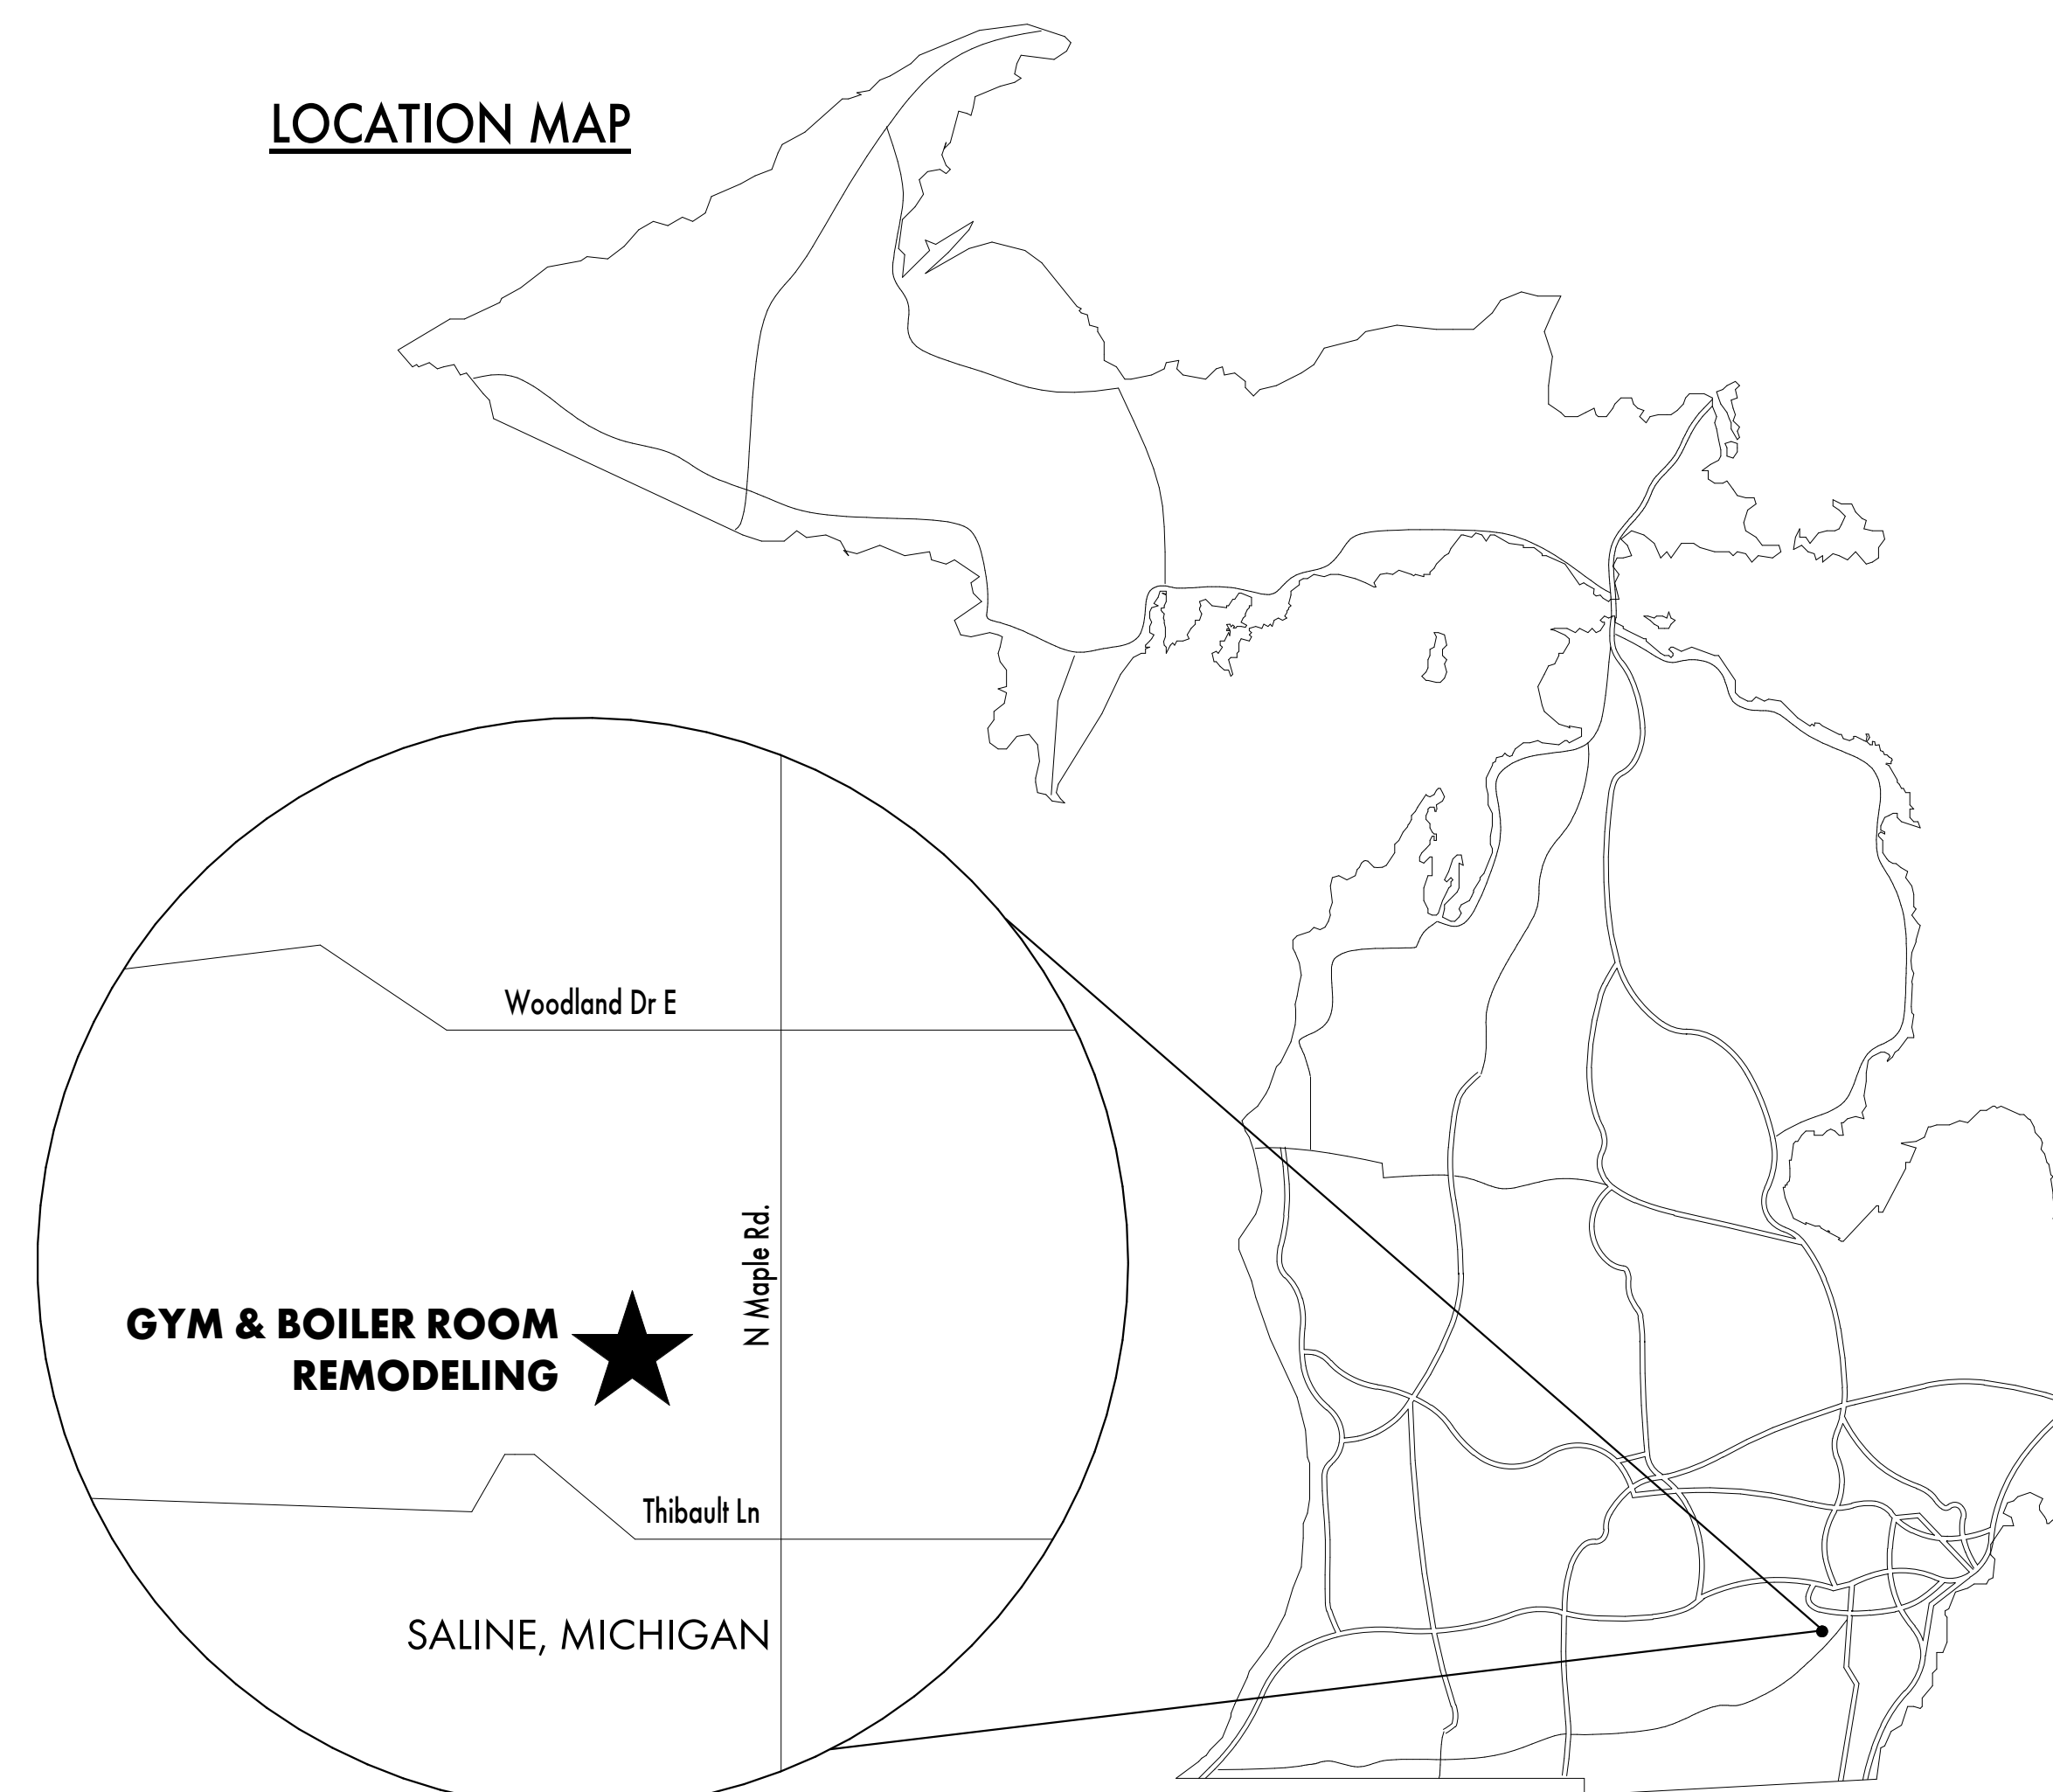 LOCATION MAP
Woodland Dr E
N Maple Rd.
GYM & BOILER ROOM
REMODELING
Thibault Ln
SALINE, MICHIGAN